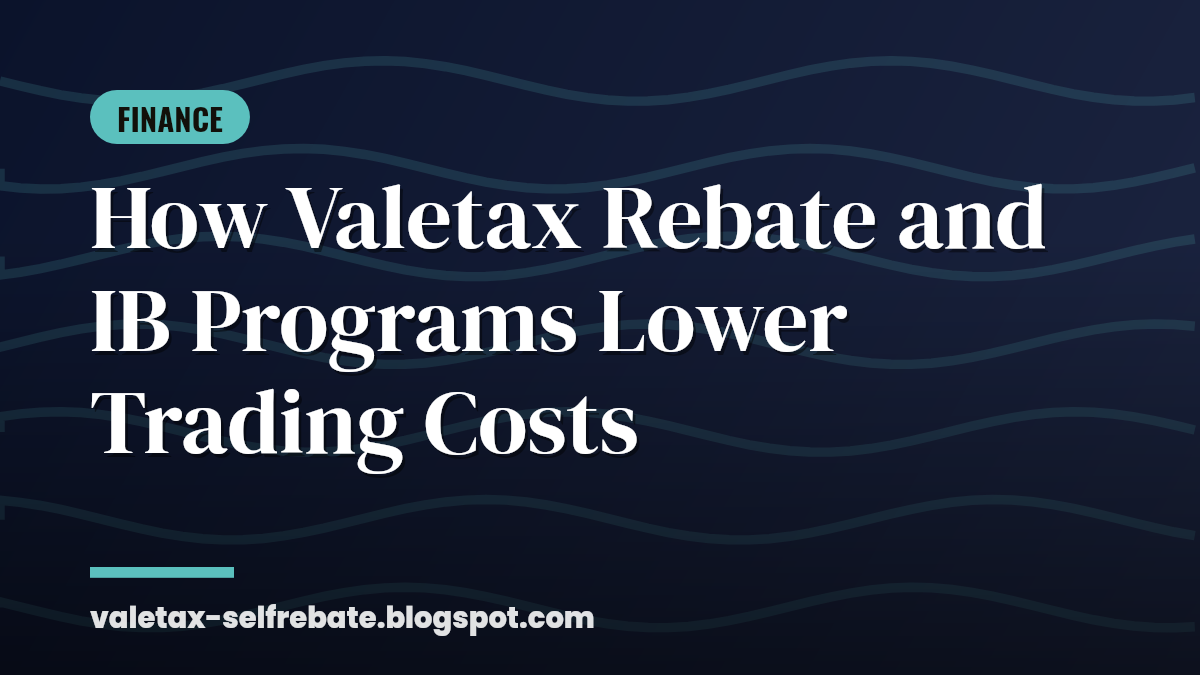 FINANCE
How Valetax Rebate and
IB Programs Lower
Trading Costs
valetax-selfrebate.blogspot.com